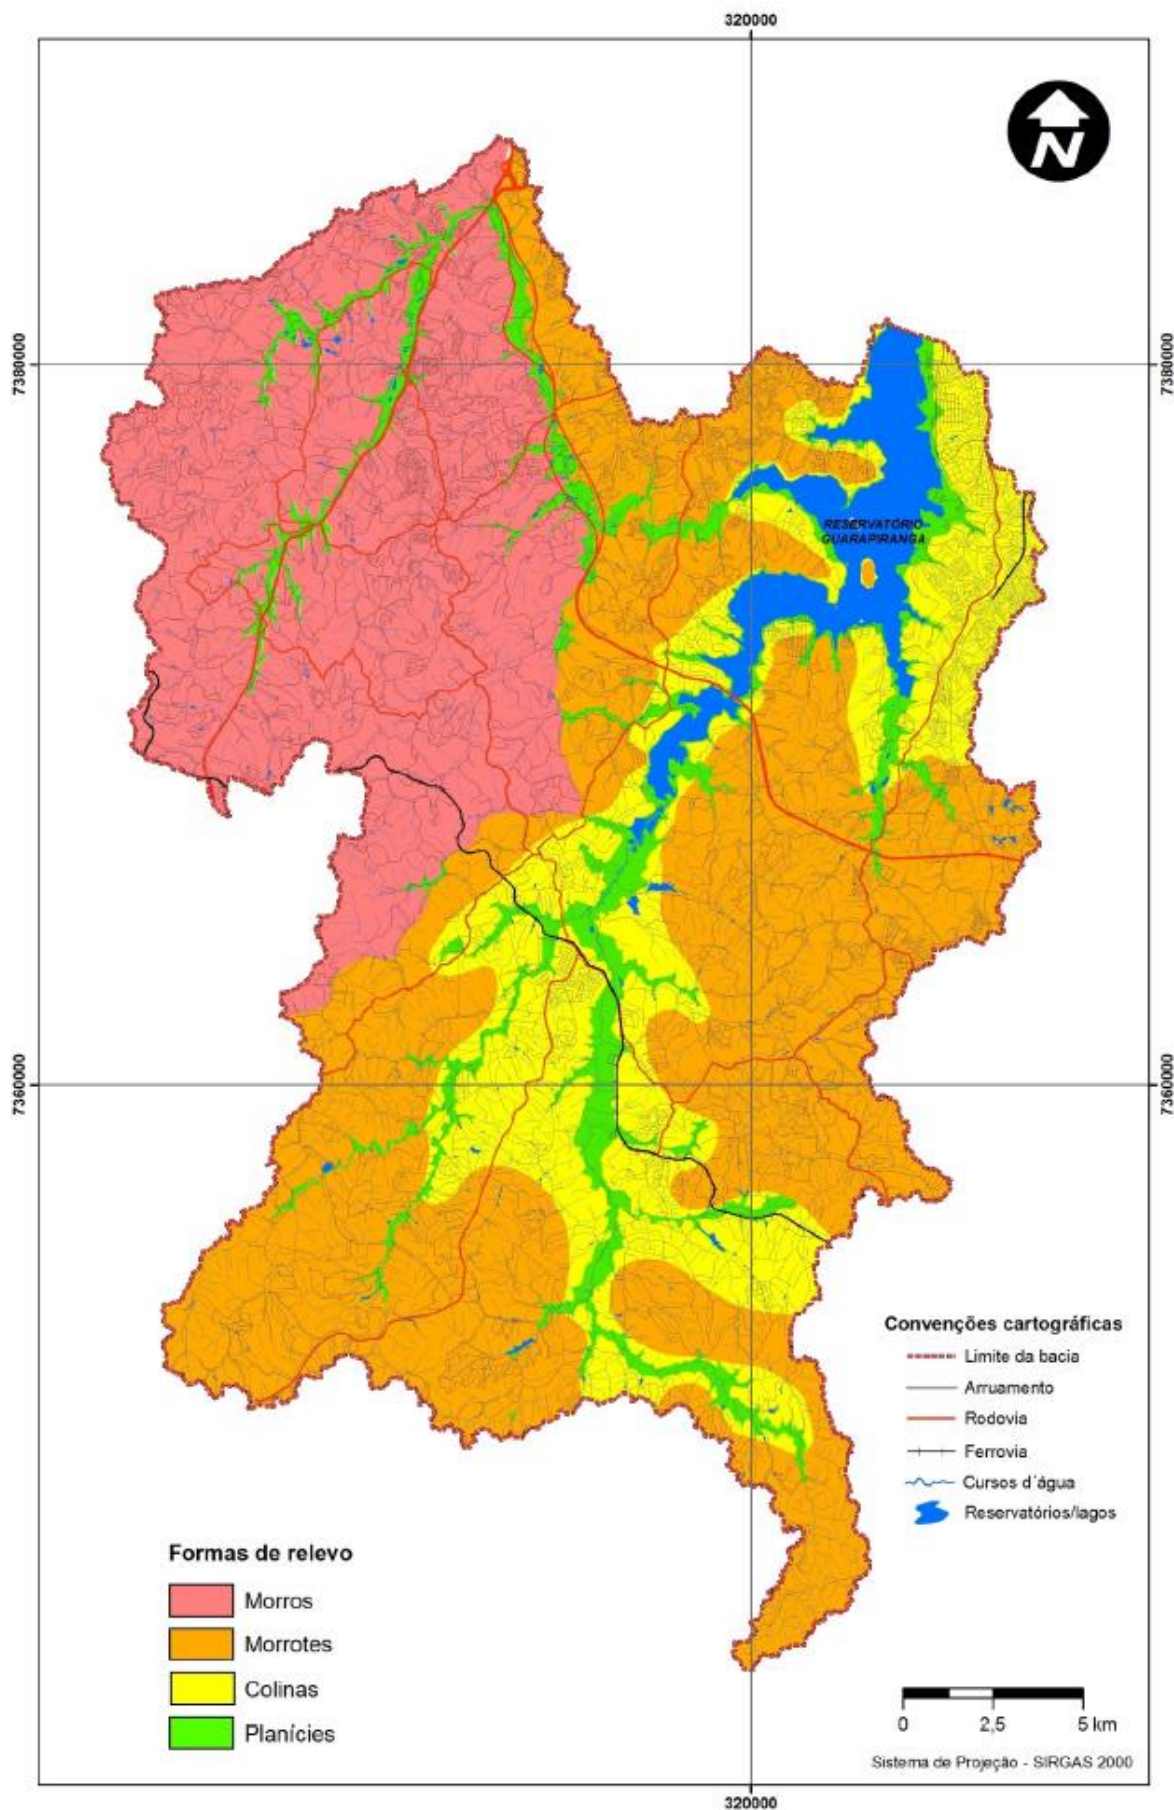 320000
N
7380000
7380000
RESERVATÓRIO
GUARAPIRANGA
7360000
7360000
Convenções cartográficas
Limite da bacia
Arruamento
Rodovia
Ferrovia
Cursos d´água
Reservatórios/lagos
Formas de relevo
Morros
Morrotes
Colinas
Planícies
0 2,5 5 km
Sistema de Projeção - SIRGAS 2000
320000